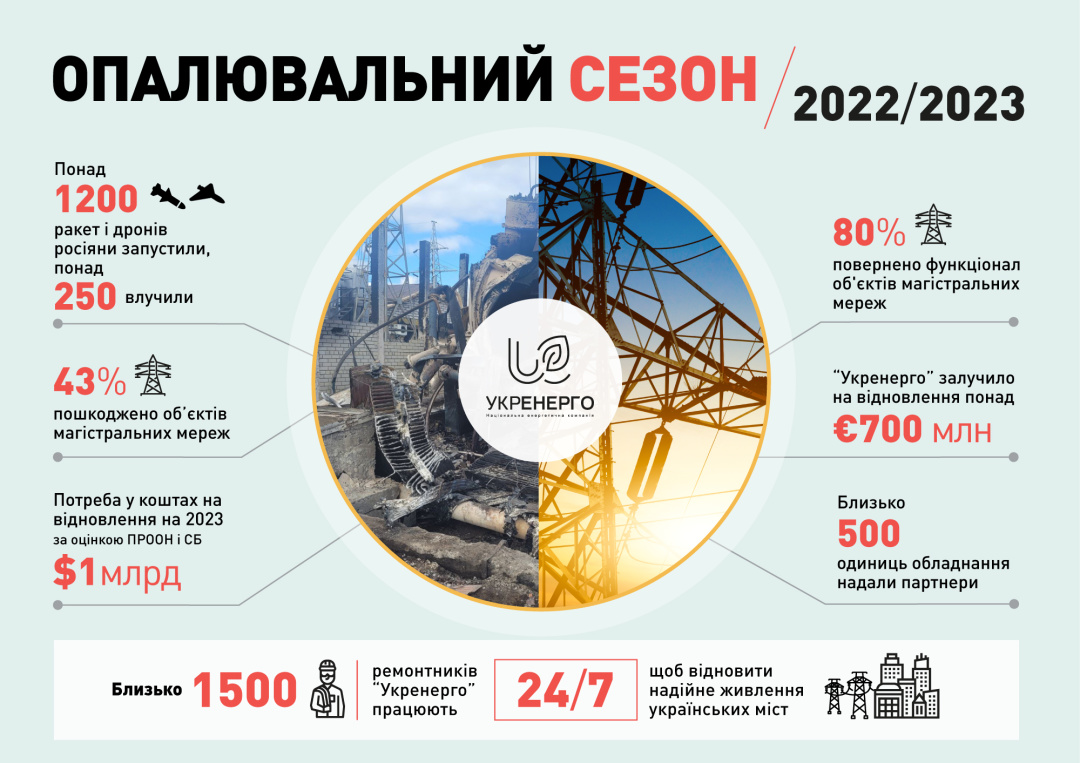 ОПАЛЮВАЛЬНИЙ СЕЗОН / 2022/2023
Понад
1200
ракет і дронів
росіяни запустили,
понад
250 влучили
43%
пошкоджено об’єктів
магістральних мереж
Потреба у коштах на
відновлення на 2023
за оцінкою ПРООН і СБ
$1 млрд
УКРЕНЕРГО
Національна енергетична компанія
80%
повернено функціонал
об'єктів магістральних
мереж
“Укренерго” залучило
на відновлення понад
€700 млн
Близько
500
одиниць обладнання
надали партнери
Близько 1500
ремонтників
“Укренерго”
працюють
24/7
щоб відновити
надійне живлення
українських міст